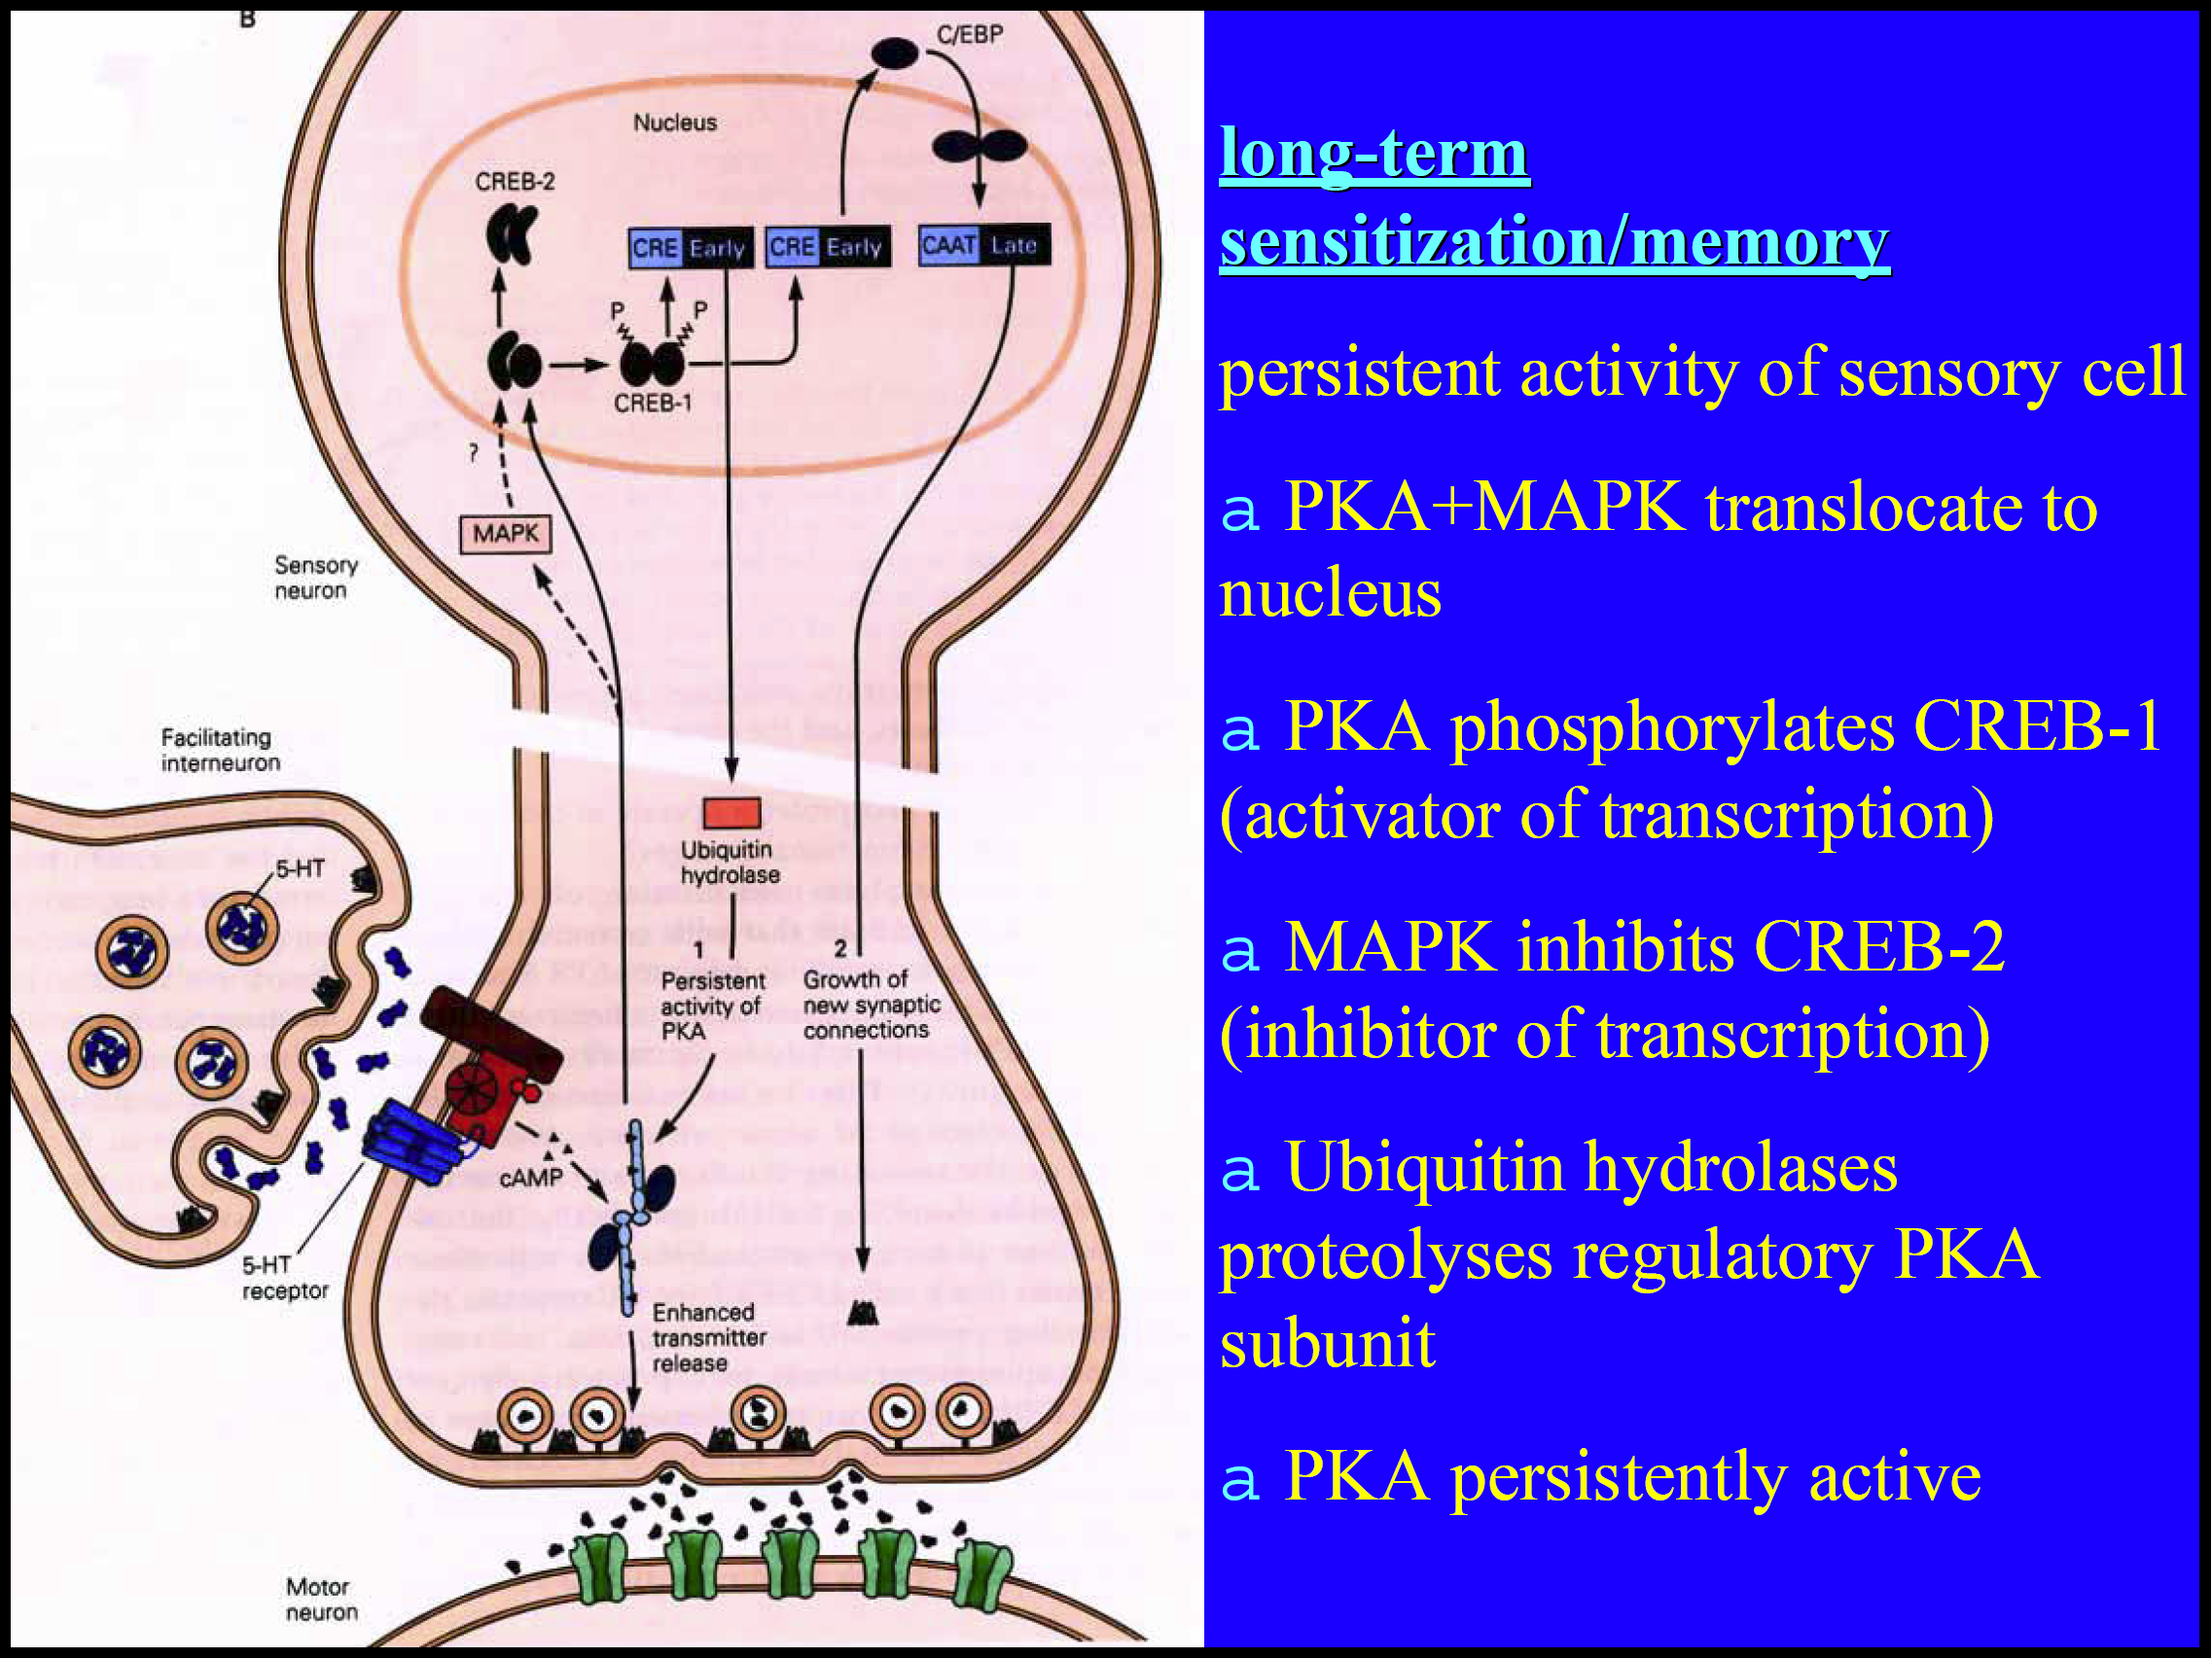 B
C/EBP
Nucleus
CREB-2
CRE Early CRE Early CAAT Late
P P
CREB-1
?
MAPK
Sensory
neuron
Facilitating
interneuron
5-HT
Ubiquitin
hydrolase
1
Persistent
activity of
PKA
2
Growth of
new synaptic
connections
cAMP
5-HT
receptor
Enhanced
transmitter
release
Motor
neuron
long-term
sensitization/memory
persistent activity of sensory cell
a PKA+MAPK translocate to
nucleus
a PKA phosphorylates CREB-1
(activator of transcription)
a MAPK inhibits CREB-2
(inhibitor of transcription)
a Ubiquitin hydrolases
proteolyses regulatory PKA
subunit
a PKA persistently active